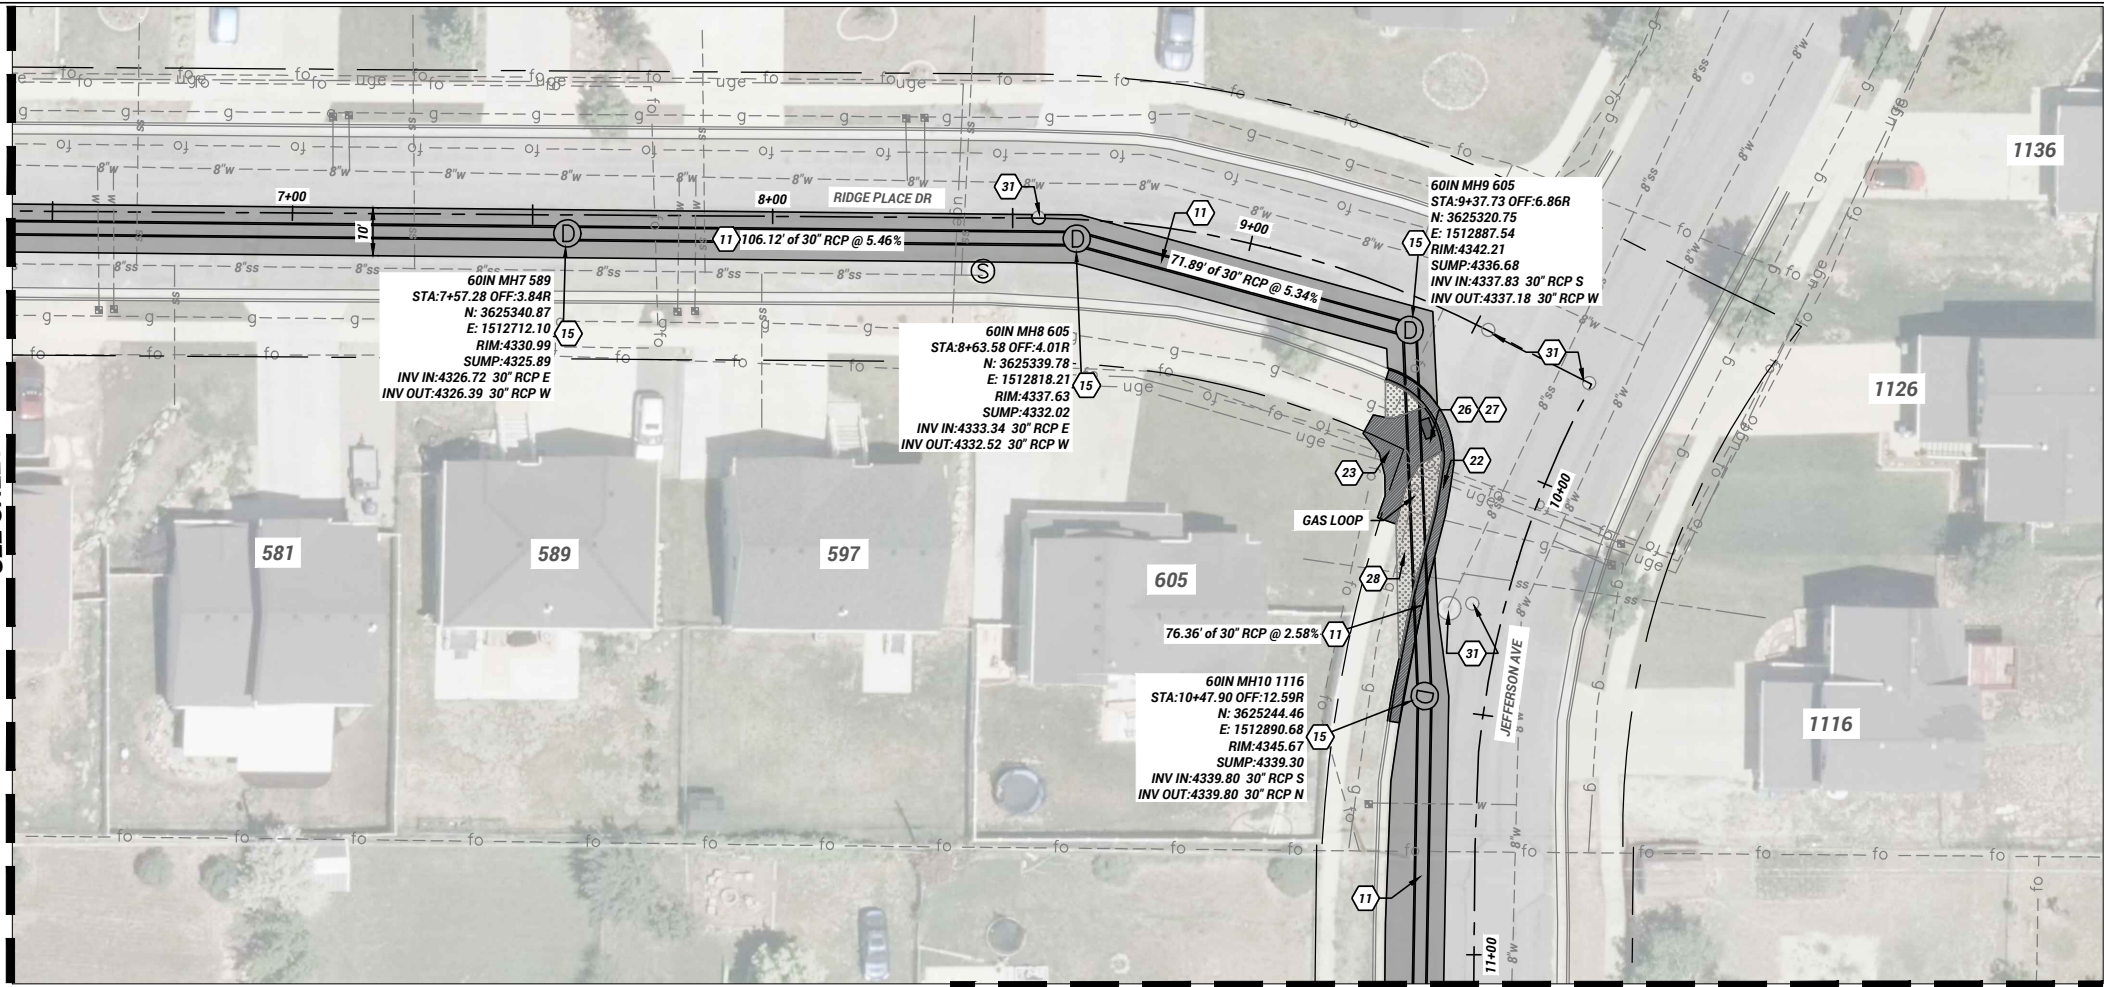 7+00
8+00
RIDGE PLACE DR
9+00
10+00
11+00
JEFFERSON AVE
10'
11
106.12' of 30" RCP @ 5.46%
31
11
71.89' of 30" RCP @ 5.34%
60IN MH9 605
STA:9+37.73 OFF:6.86R
N: 3625320.75
E: 1512887.54
RIM:4342.21
SUMP:4336.68
INV IN:4337.83 30" RCP S
INV OUT:4337.18 30" RCP W
15
60IN MH7 589
STA:7+57.28 OFF:3.84R
N: 3625340.87
E: 1512712.10
RIM:4330.99
SUMP:4325.89
INV IN:4326.72 30" RCP E
INV OUT:4326.39 30" RCP W
15
60IN MH8 605
STA:8+63.58 OFF:4.01R
N: 3625339.78
E: 1512818.21
RIM:4337.63
SUMP:4332.02
INV IN:4333.34 30" RCP E
INV OUT:4332.52 30" RCP W
15
31
26 27
22
23
GAS LOOP
28
76.36' of 30" RCP @ 2.58%
11
31
60IN MH10 1116
STA:10+47.90 OFF:12.59R
N: 3625244.46
E: 1512890.68
RIM:4345.67
SUMP:4339.30
INV IN:4339.80 30" RCP S
INV OUT:4339.80 30" RCP N
15
11
581
589
597
605
1136
1126
1116
D
D
D
D
S
fo
uge
g
8"w
8"ss
ss
w